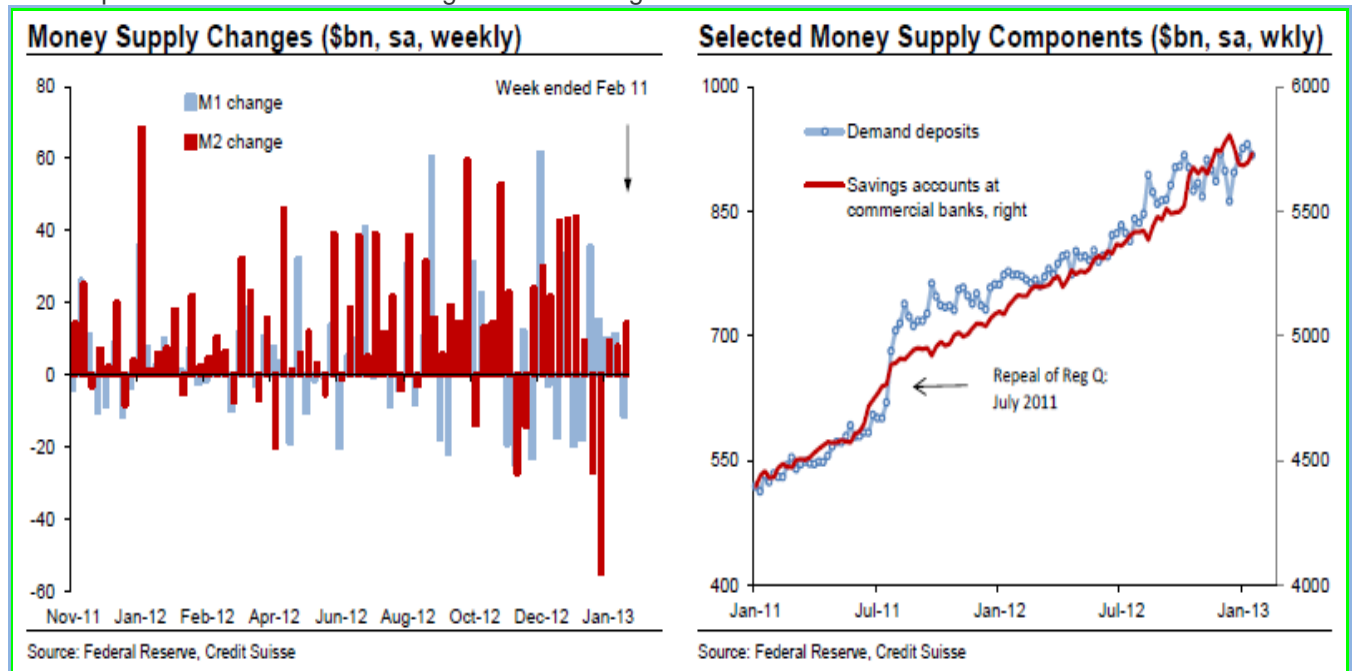 Money Supply Changes ($bn, sa, weekly)
80
60
40
20
0
-20
-40
-60
M1 change
M2 change
Week ended Feb 11
Nov-11 Jan-12 Feb-12 Apr-12 Jun-12 Aug-12 Oct-12 Dec-12 Jan-13
Source: Federal Reserve, Credit Suisse
Selected Money Supply Components ($bn, sa, wkly)
1000
850
700
550
400
6000
5500
5000
4500
4000
Demand deposits
Savings accounts at
commercial banks, right
Repeal of Reg Q:
July 2011
Jan-11 Jul-11 Jan-12 Jul-12 Jan-13
Source: Federal Reserve, Credit Suisse